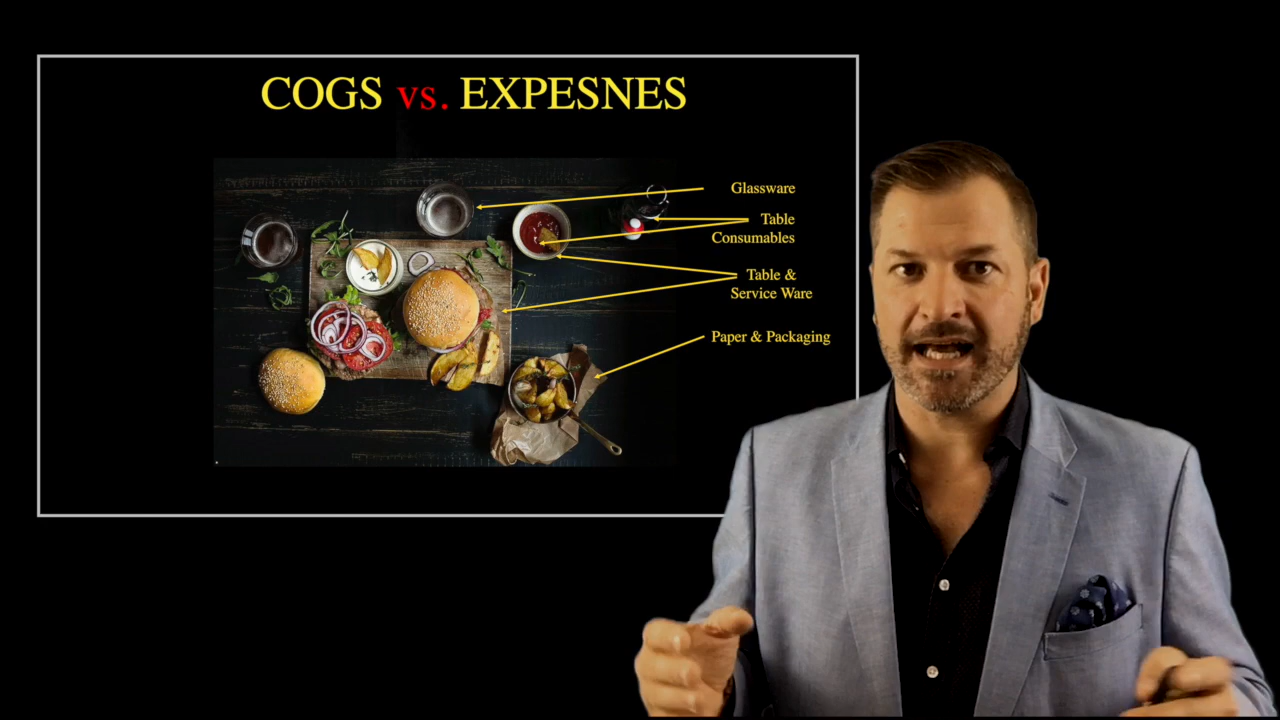 COGS vs. EXPESNES
Glassware
Table
Consumables
Table &
Service Ware
Paper & Packaging